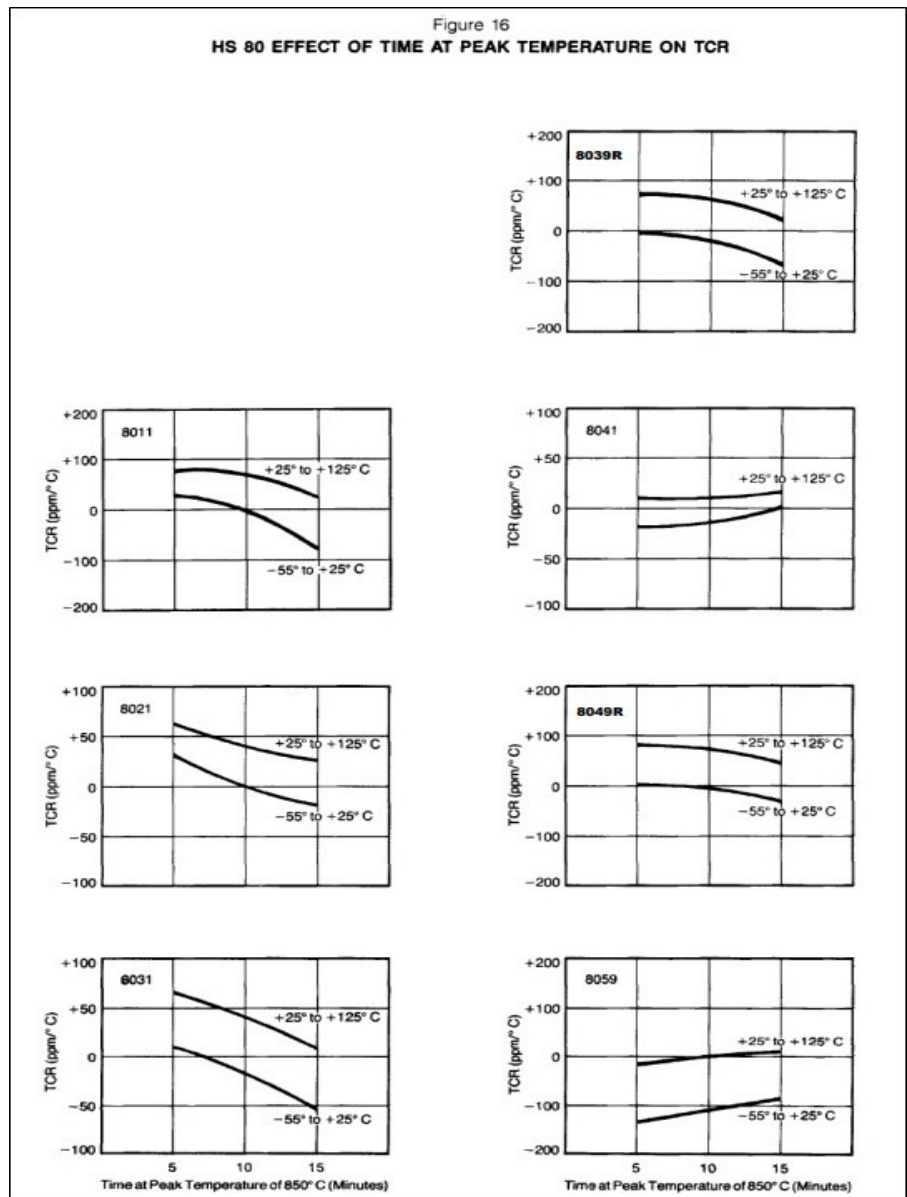 Figure 16
HS 80 EFFECT OF TIME AT PEAK TEMPERATURE ON TCR
+200
8039R
+100
+25° to +125° C
0
−55° to +25° C
−100
−200
TCR (ppm/° C)
+200
8011
+100
+25° to +125° C
0
−100
−55° to +25° C
−200
TCR (ppm/° C)
+100
8041
+50
+25° to +125° C
0
−50
−55° to +25° C
−100
TCR (ppm/° C)
+100
8021
+50
+25° to +125° C
0
−55° to +25° C
−50
−100
TCR (ppm/° C)
+200
8049R
+100
+25° to +125° C
0
−55° to +25° C
−100
−200
TCR (ppm/° C)
+100
8031
+50
+25° to +125° C
0
−50
−55° to +25° C
−100
TCR (ppm/° C)
5 10 15
Time at Peak Temperature of 850° C (Minutes)
+200
8059
+100
+25° to +125° C
0
−100
−55° to +25° C
−200
TCR (ppm/° C)
5 10 15
Time at Peak Temperature of 850° C (Minutes)